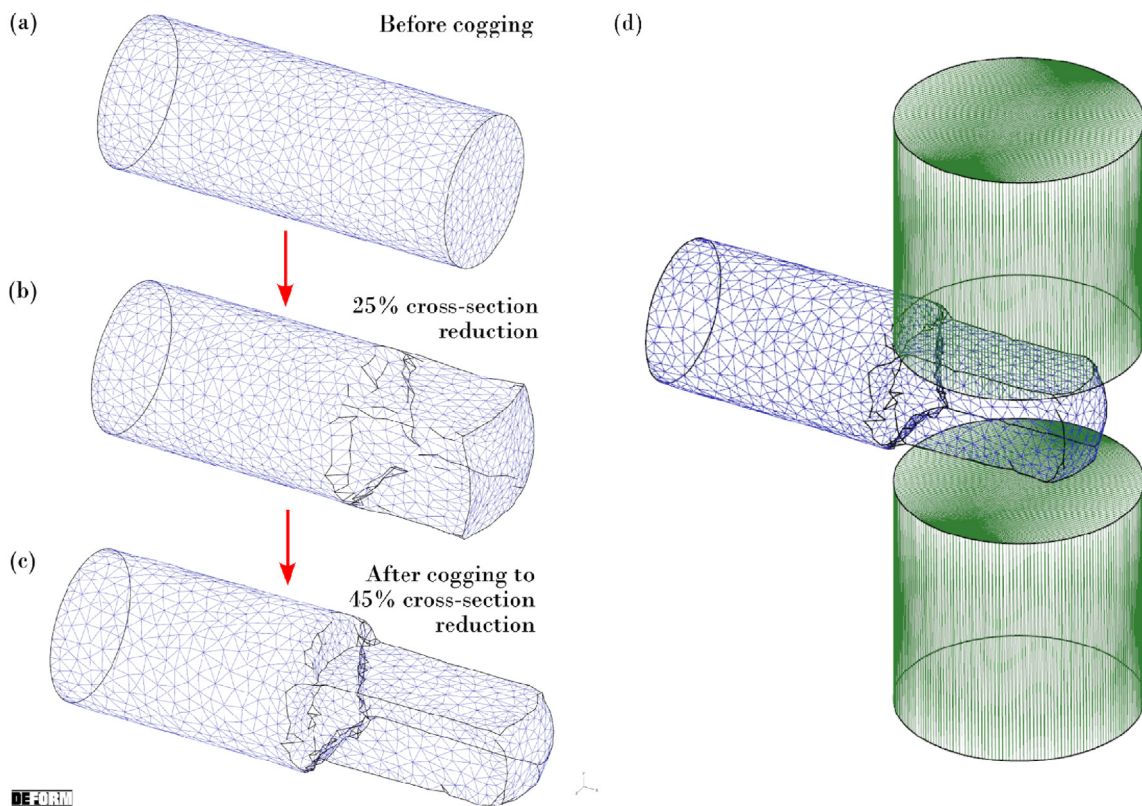 (a)
Before cogging
(b)
25% cross-section
reduction
(c)
After cogging to
45% cross-section
reduction
(d)
DEFORM